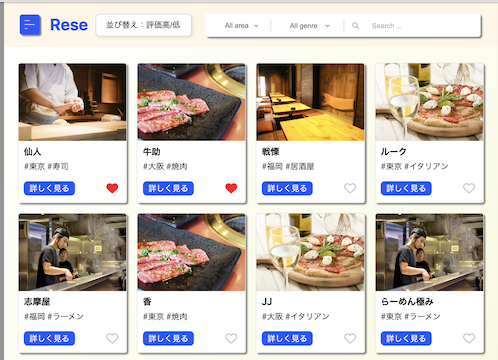 Rese
並び替え：評価高/低
All area
All genre
Search ...
仙人
#東京 #寿司
詳しく見る
牛助
#大阪 #焼肉
詳しく見る
戦慄
#福岡 #居酒屋
詳しく見る
ルーク
#東京 #イタリアン
詳しく見る
志摩屋
#福岡 #ラーメン
詳しく見る
香
#東京 #焼肉
詳しく見る
JJ
#大阪 #イタリアン
詳しく見る
らーめん極み
#東京 #ラーメン
詳しく見る